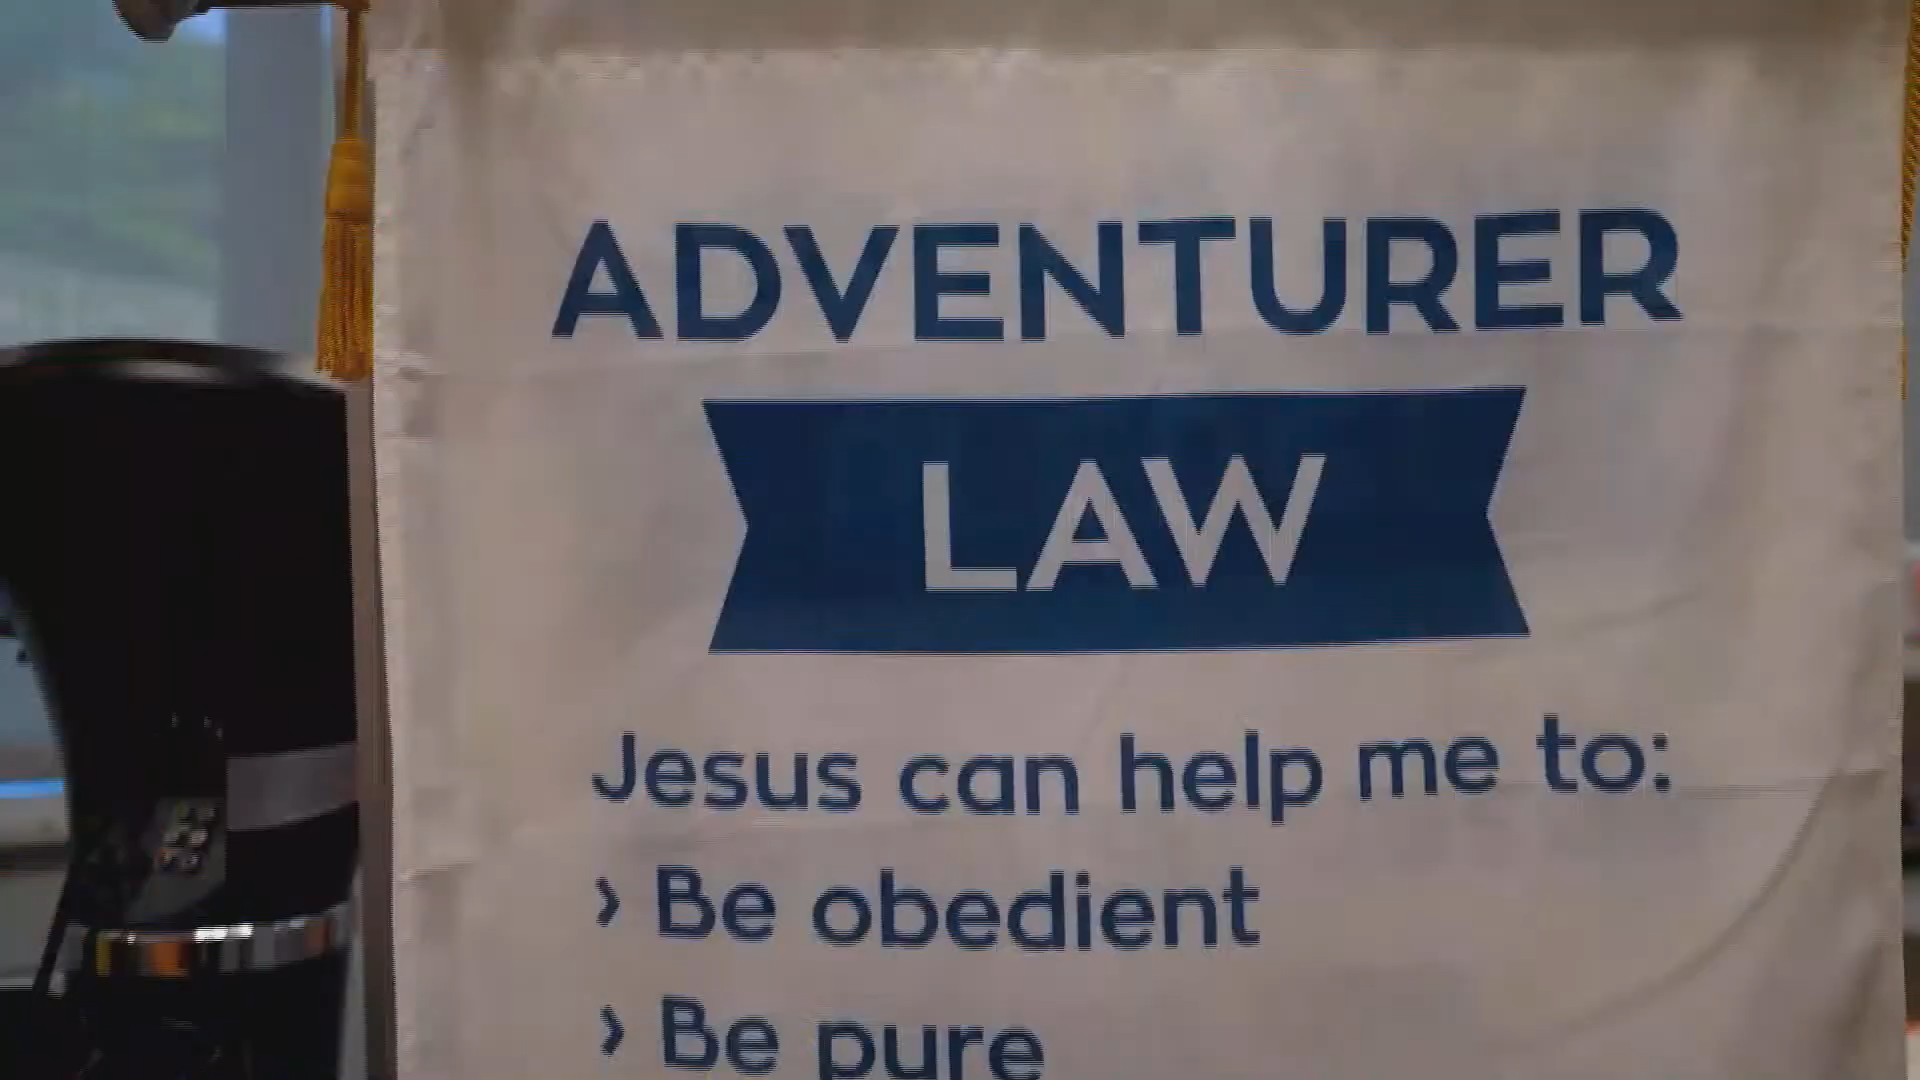 ADVENTURER
LAW
Jesus can help me to:
› Be obedient
› Be pure